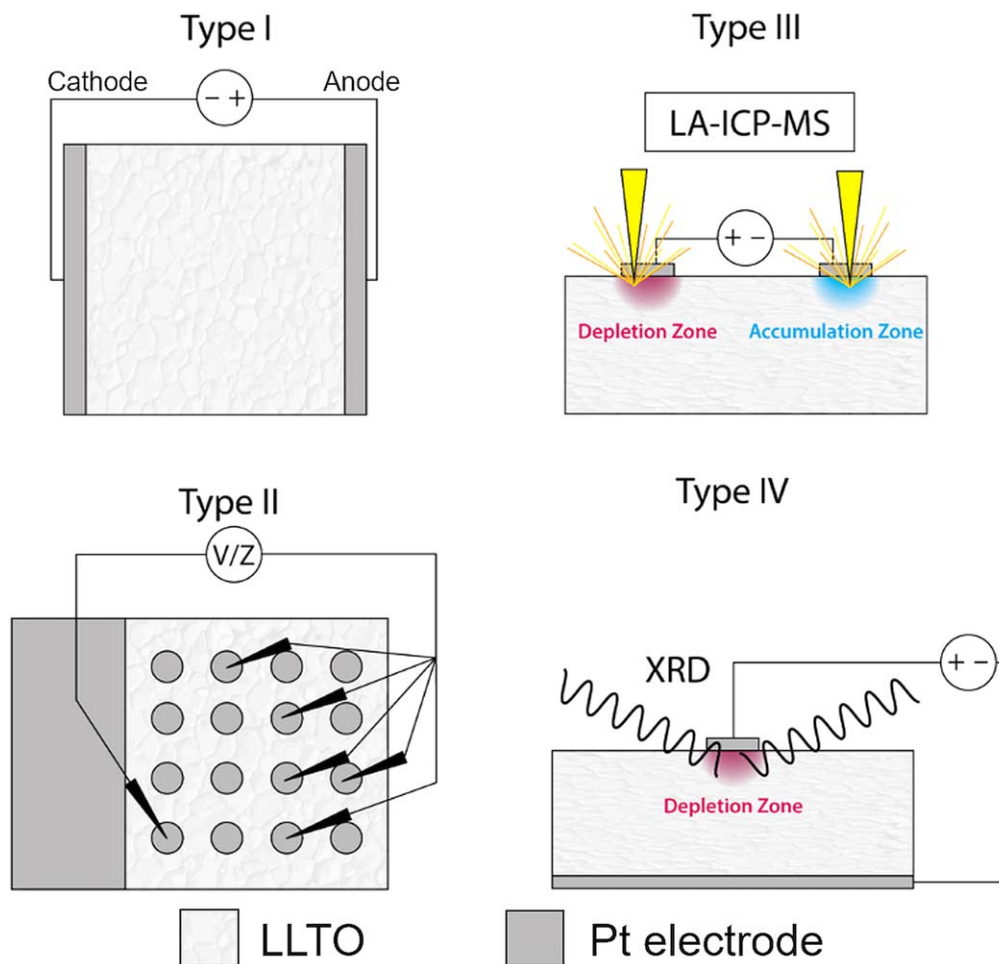 Type I
Cathode
− +
Anode
Type III
LA-ICP-MS
+ −
Depletion Zone
Accumulation Zone
Type II
V/Z
Type IV
XRD
+ −
Depletion Zone
LLTO
Pt electrode